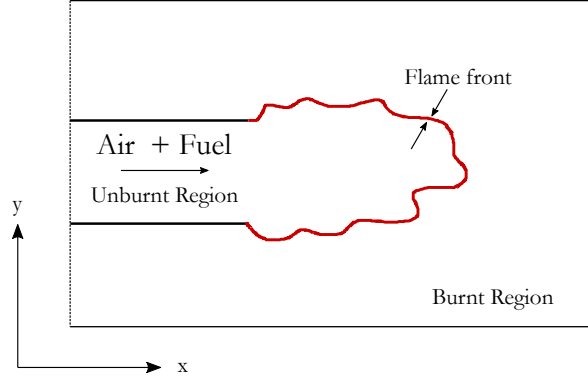 Flame front
Air + Fuel
Unburnt Region
y
Burnt Region
x